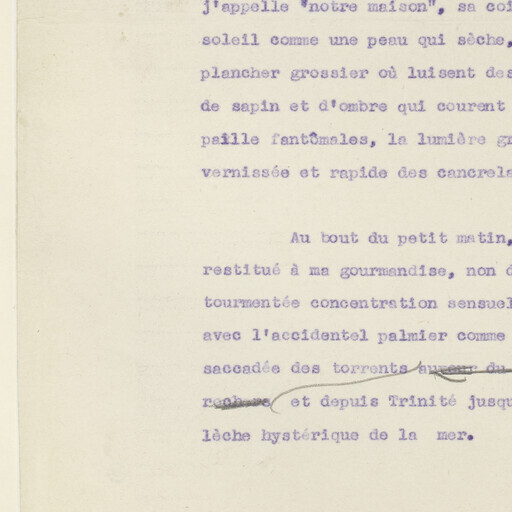 j'appelle "notre maison", sa coi
soleil comme une peau qui sèche,
plancher grossier où luisent des
de sapin et d'ombre qui courent
paille fantômales, la lumière gr
vernissée et rapide des cancrela
Au bout du petit matin,
restitué à ma gourmandise, non d
tourmentée concentration sensuel
avec l'accidentel palmier comme
saccadée des torrents du
rochers et depuis Trinité jusqu
lèche hystérique de la mer.